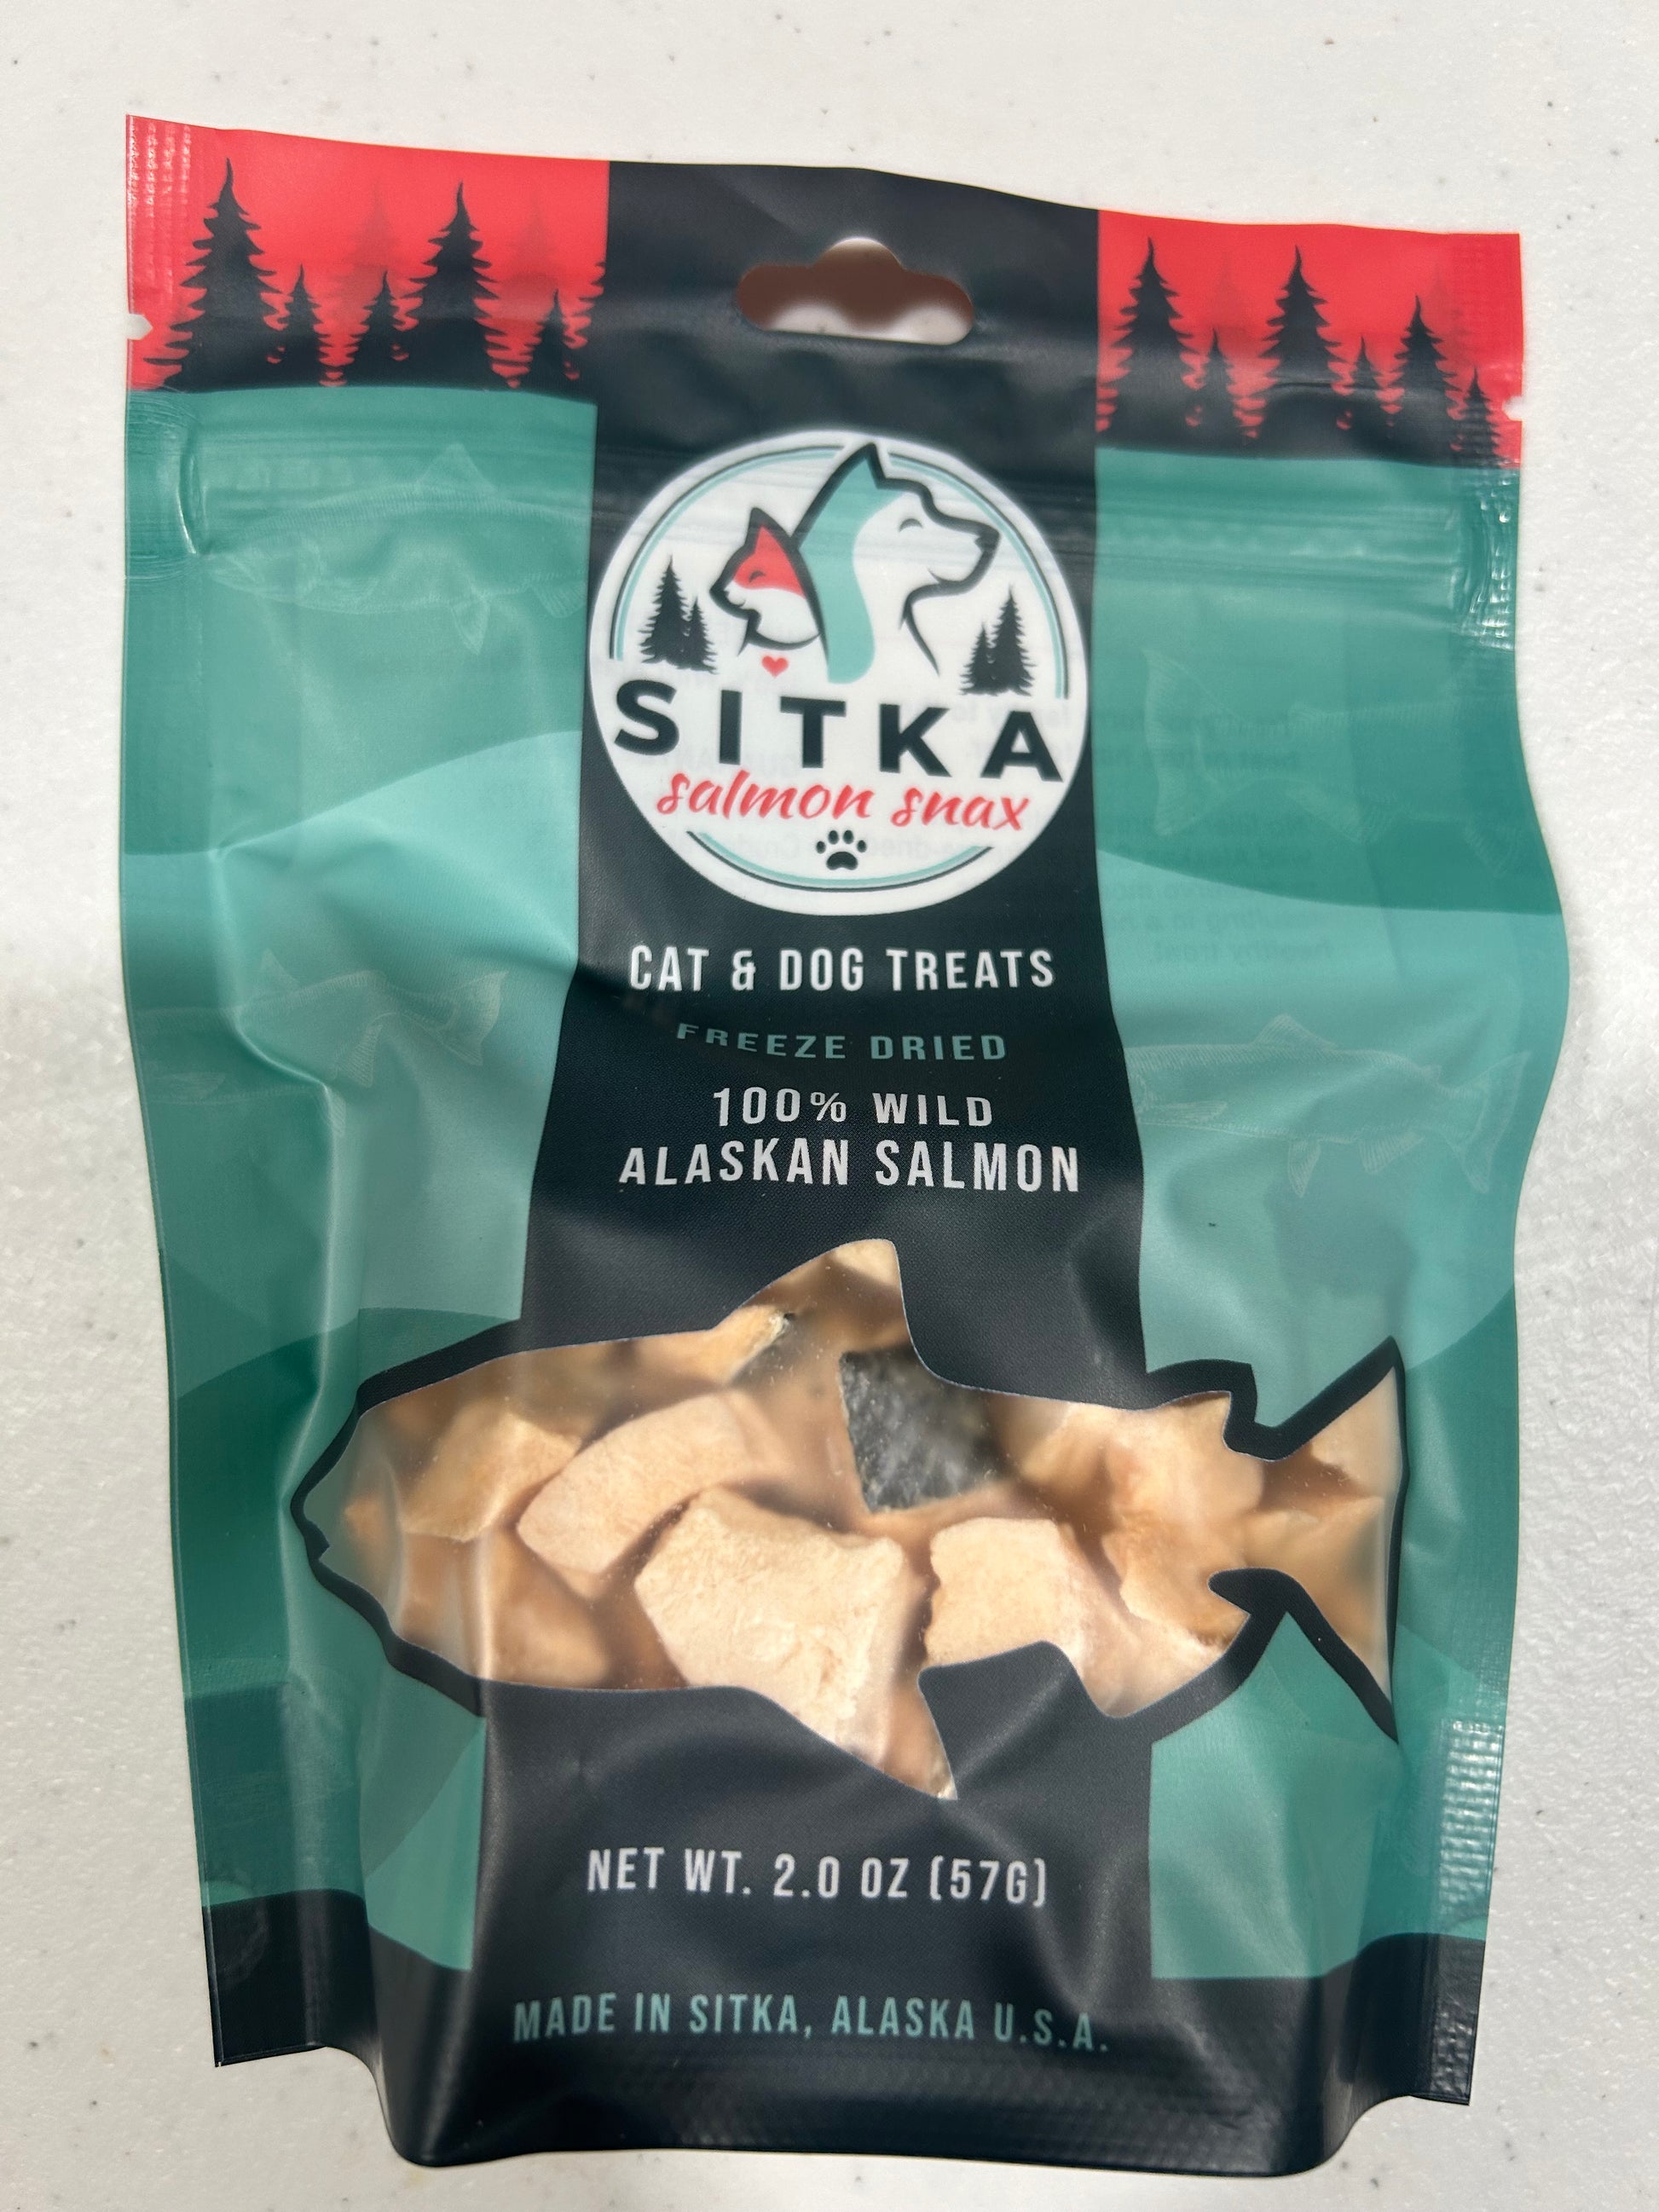 SITKA
salmon snax
CAT & DOG TREATS
FREEZE DRIED
100% WILD
ALASKAN SALMON
NET WT. 2.0 OZ (57G)
MADE IN SITKA, ALASKA U.S.A.